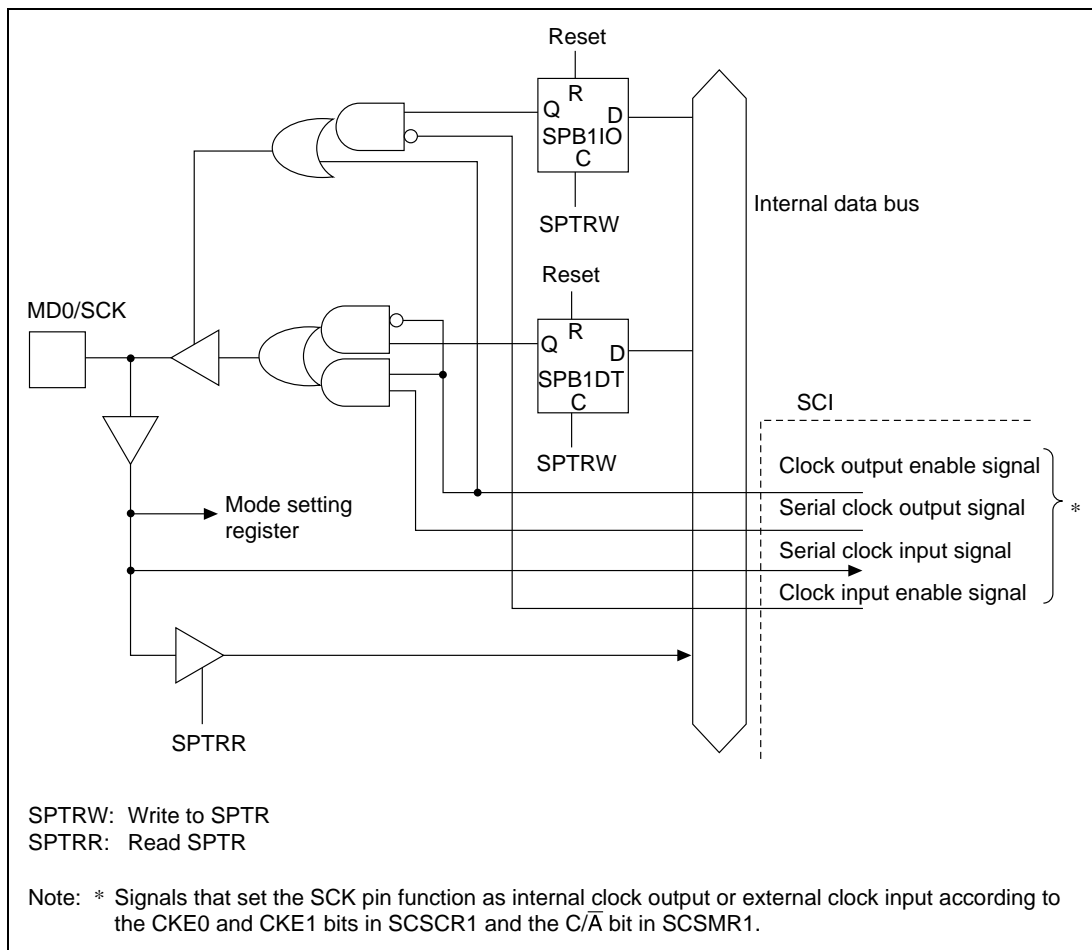 Reset
R
Q
D
SPB1IO
C
SPTRW
Internal data bus
Reset
MD0/SCK
R
Q
D
SPB1DT
C
SPTRW
SCI
Clock output enable signal
Serial clock output signal
*
Mode setting
register
Serial clock input signal
Clock input enable signal
SPTRR
SPTRW: Write to SPTR
SPTRR: Read SPTR
Note: * Signals that set the SCK pin function as internal clock output or external clock input according to
the CKE0 and CKE1 bits in SCSCR1 and the C/A̅ bit in SCSMR1.